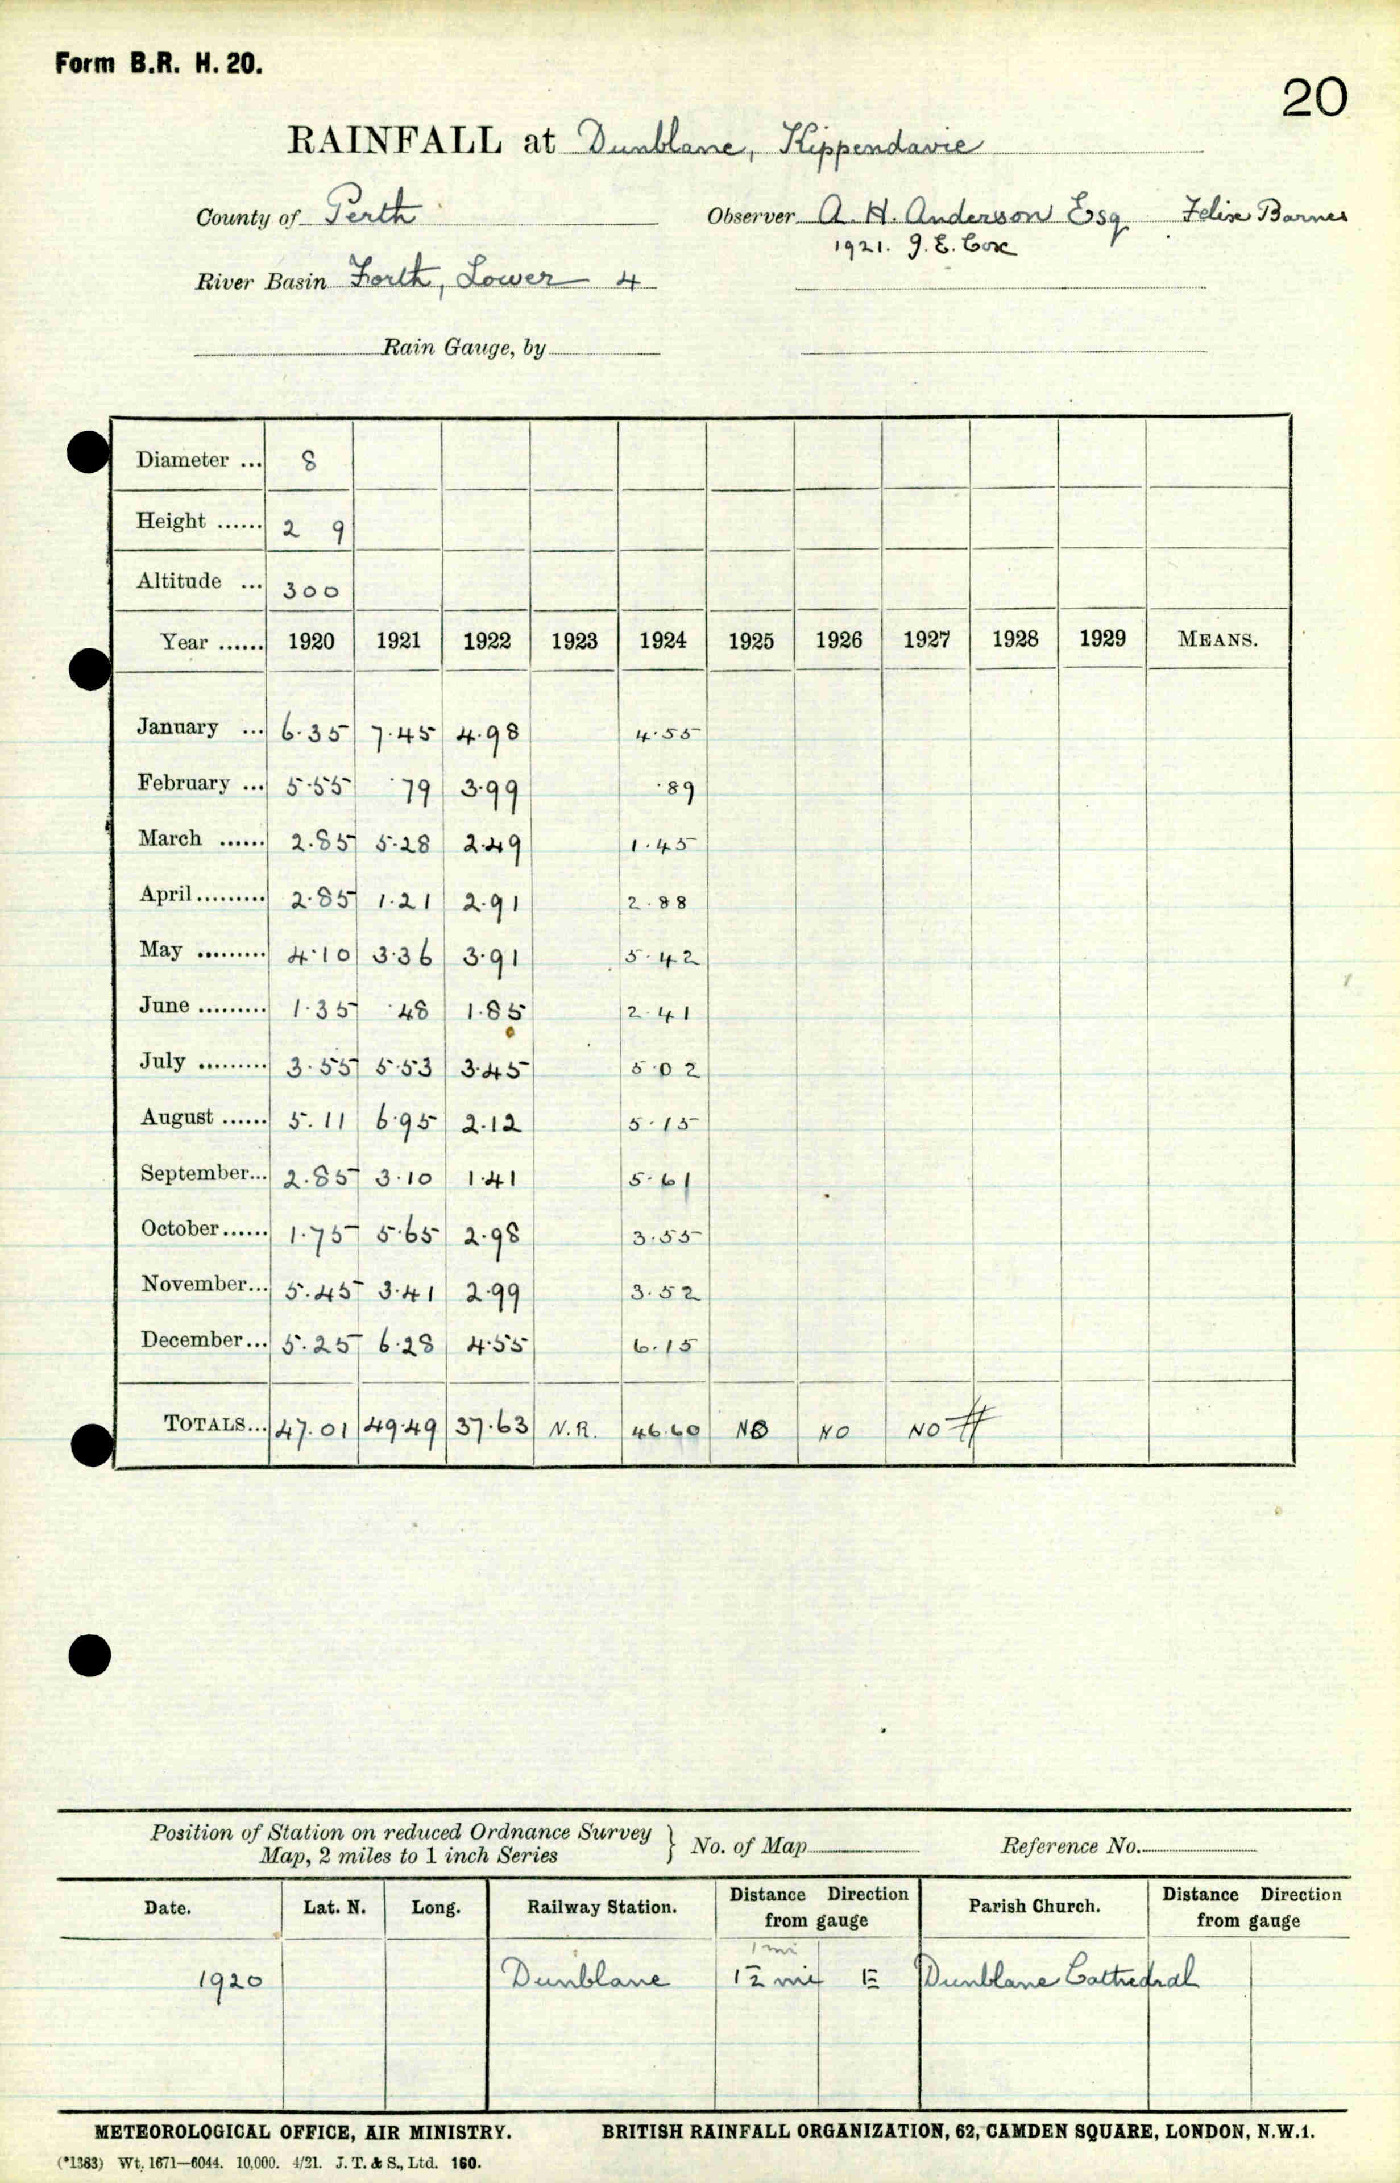 Form B.R. H. 20.
20
RAINFALL at Dunblane, Kippendavie
County of Perth Observer A. H. Anderson Esq Felix Barnes
1921. J. E. Cox
River Basin Forth, Lower 4
Rain Gauge, by
Diameter ... 8
Height ...... 2 9
Altitude ... 300
Year ...... 1920 1921 1922 1923 1924 1925 1926 1927 1928 1929 MEANS.
January ... 6.35 7.45 4.98 4.55
February ... 5.55 .79 3.99 .89
March ...... 2.85 5.28 2.49 1.45
April ......... 2.85 1.21 2.91 2.88
May ......... 4.10 3.36 3.91 5.42
June ......... 1.35 .48 1.85 2.41
July ......... 3.55 5.53 3.45 5.02
August ...... 5.11 6.95 2.12 5.15
September... 2.85 3.10 1.41 5.61
October...... 1.75 5.65 2.98 3.55
November... 5.45 3.41 2.99 3.52
December... 5.25 6.28 4.55 6.15
TOTALS... 47.01 49.49 37.63 N.R. 46.60 NO NO NO #
Position of Station on reduced Ordnance Survey
Map, 2 miles to 1 inch Series } No. of Map Reference No.
Date. Lat. N. Long. Railway Station. Distance Direction from gauge Parish Church. Distance Direction from gauge
1 mi
1920 Dunblane 1½ mi E Dunblane Cathedral
METEOROLOGICAL OFFICE, AIR MINISTRY. BRITISH RAINFALL ORGANIZATION, 62, CAMDEN SQUARE, LONDON, N.W.1.
(*1383) Wt. 1671—6044. 10,000. 4/21. J. T. & S., Ltd. 160.